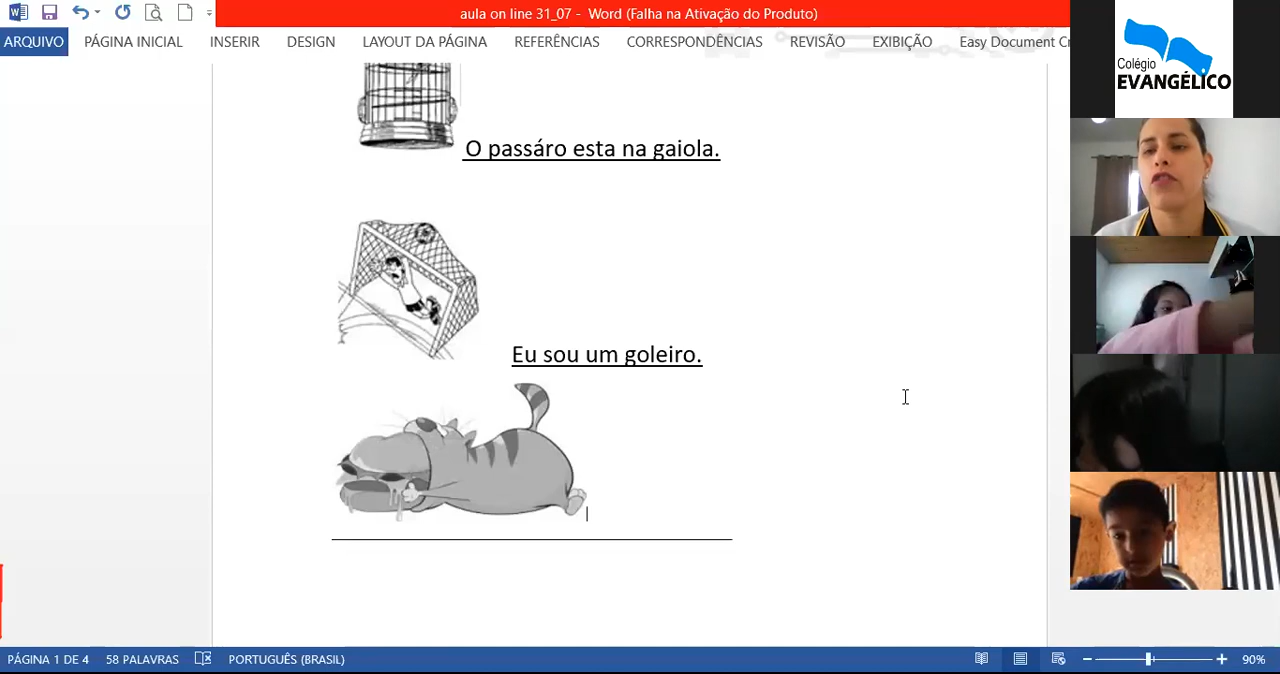 aula on line 31_07 - Word (Falha na Ativação do Produto)
ARQUIVO PÁGINA INICIAL INSERIR DESIGN LAYOUT DA PÁGINA REFERÊNCIAS CORRESPONDÊNCIAS REVISÃO EXIBIÇÃO Easy Document Cr
Colégio
EVANGÉLICO
O passáro esta na gaiola.
Eu sou um goleiro.
PÁGINA 1 DE 4 58 PALAVRAS PORTUGUÊS (BRASIL) 90%